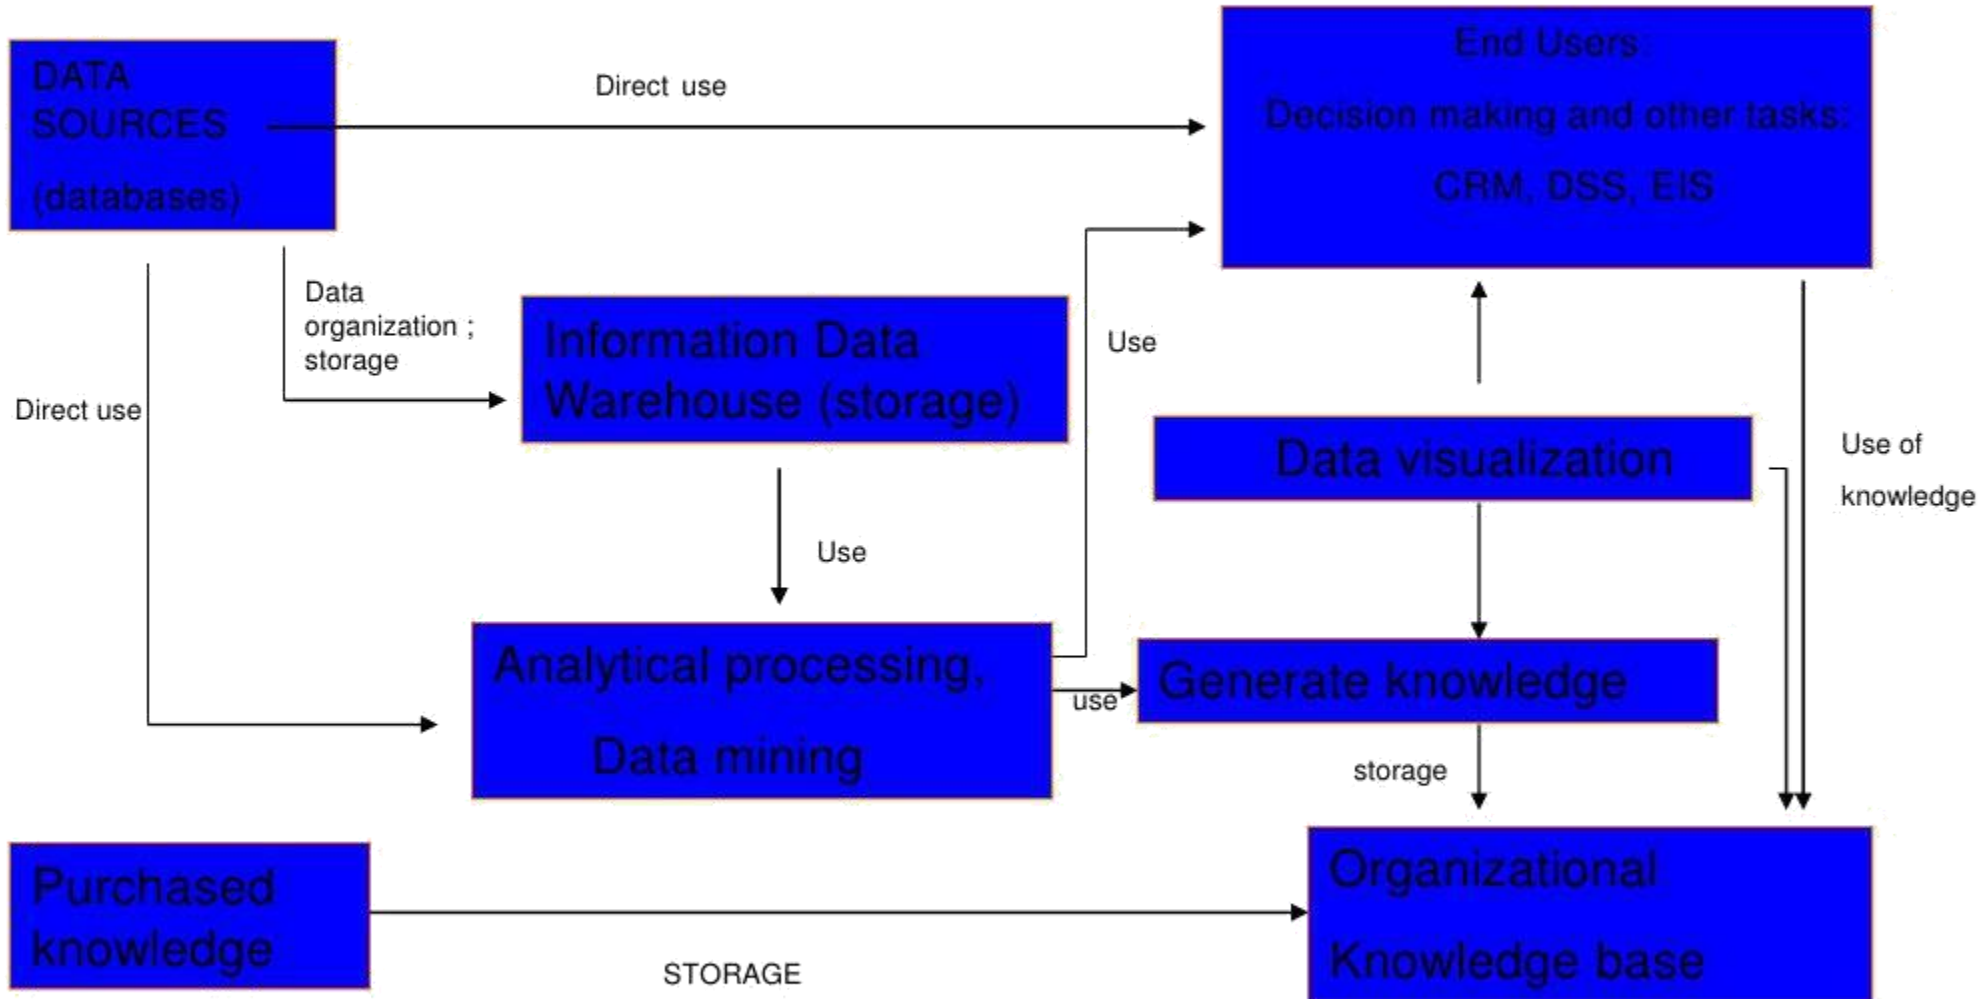 DATA
SOURCES
(databases)
Direct use
End Users:
Decision making and other tasks:
CRM, DSS, EIS
Data
organization ;
storage
Direct use
Information Data
Warehouse (storage)
Use
Use
Data visualization
Use of
knowledge
Analytical processing,
Data mining
use
Generate knowledge
storage
Purchased
knowledge
STORAGE
Organizational
Knowledge base